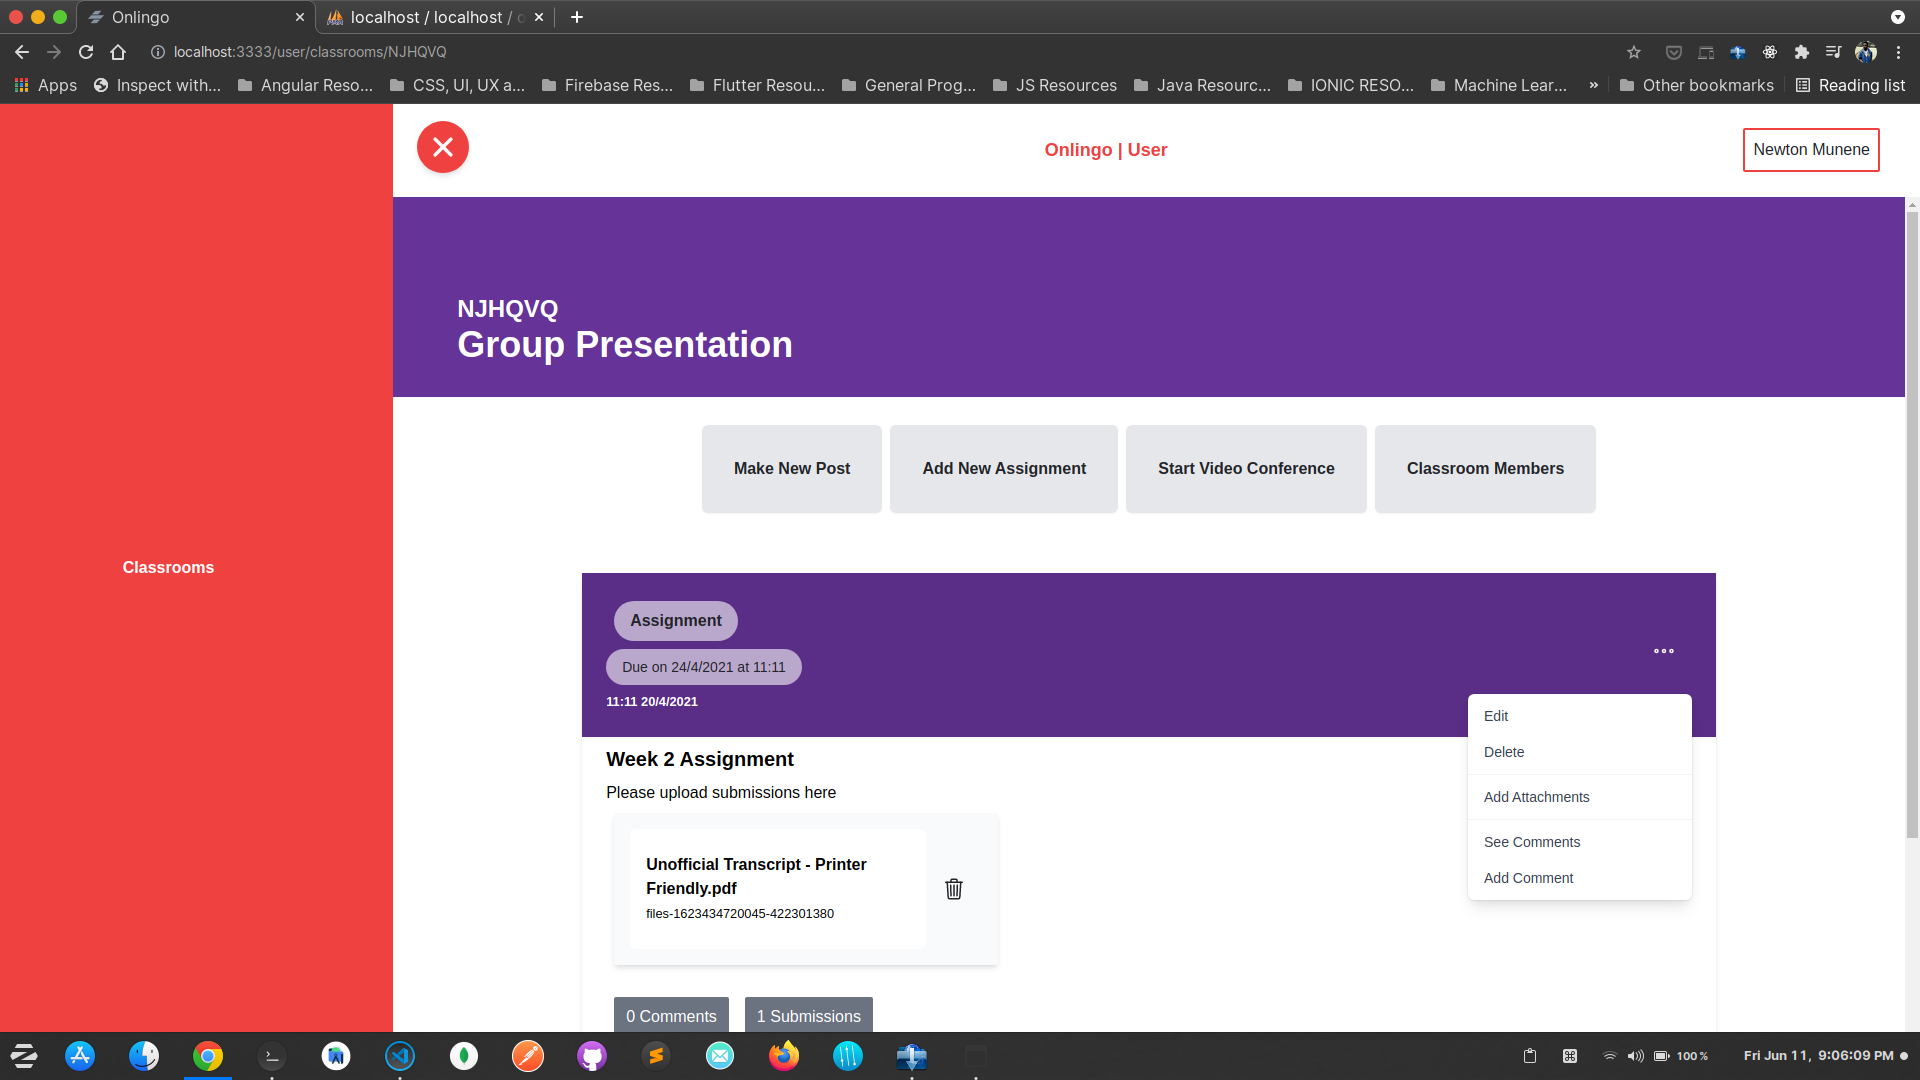 Onlingo
localhost / localhost /
localhost:3333/user/classrooms/NJHQVQ
Apps
Inspect with...
Angular Reso...
CSS, UI, UX a...
Firebase Res...
Flutter Resou...
General Prog...
JS Resources
Java Resourc...
IONIC RESO...
Machine Lear...
»
Other bookmarks
Reading list
Onlingo | User
Newton Munene
NJHQVQ
Group Presentation
Make New Post
Add New Assignment
Start Video Conference
Classroom Members
Classrooms
Assignment
Due on 24/4/2021 at 11:11
11:11 20/4/2021
Edit
Delete
Add Attachments
See Comments
Add Comment
Week 2 Assignment
Please upload submissions here
Unofficial Transcript - Printer
Friendly.pdf
files-1623434720045-422301380
0 Comments
1 Submissions
100 %
Fri Jun 11, 9:06:09 PM